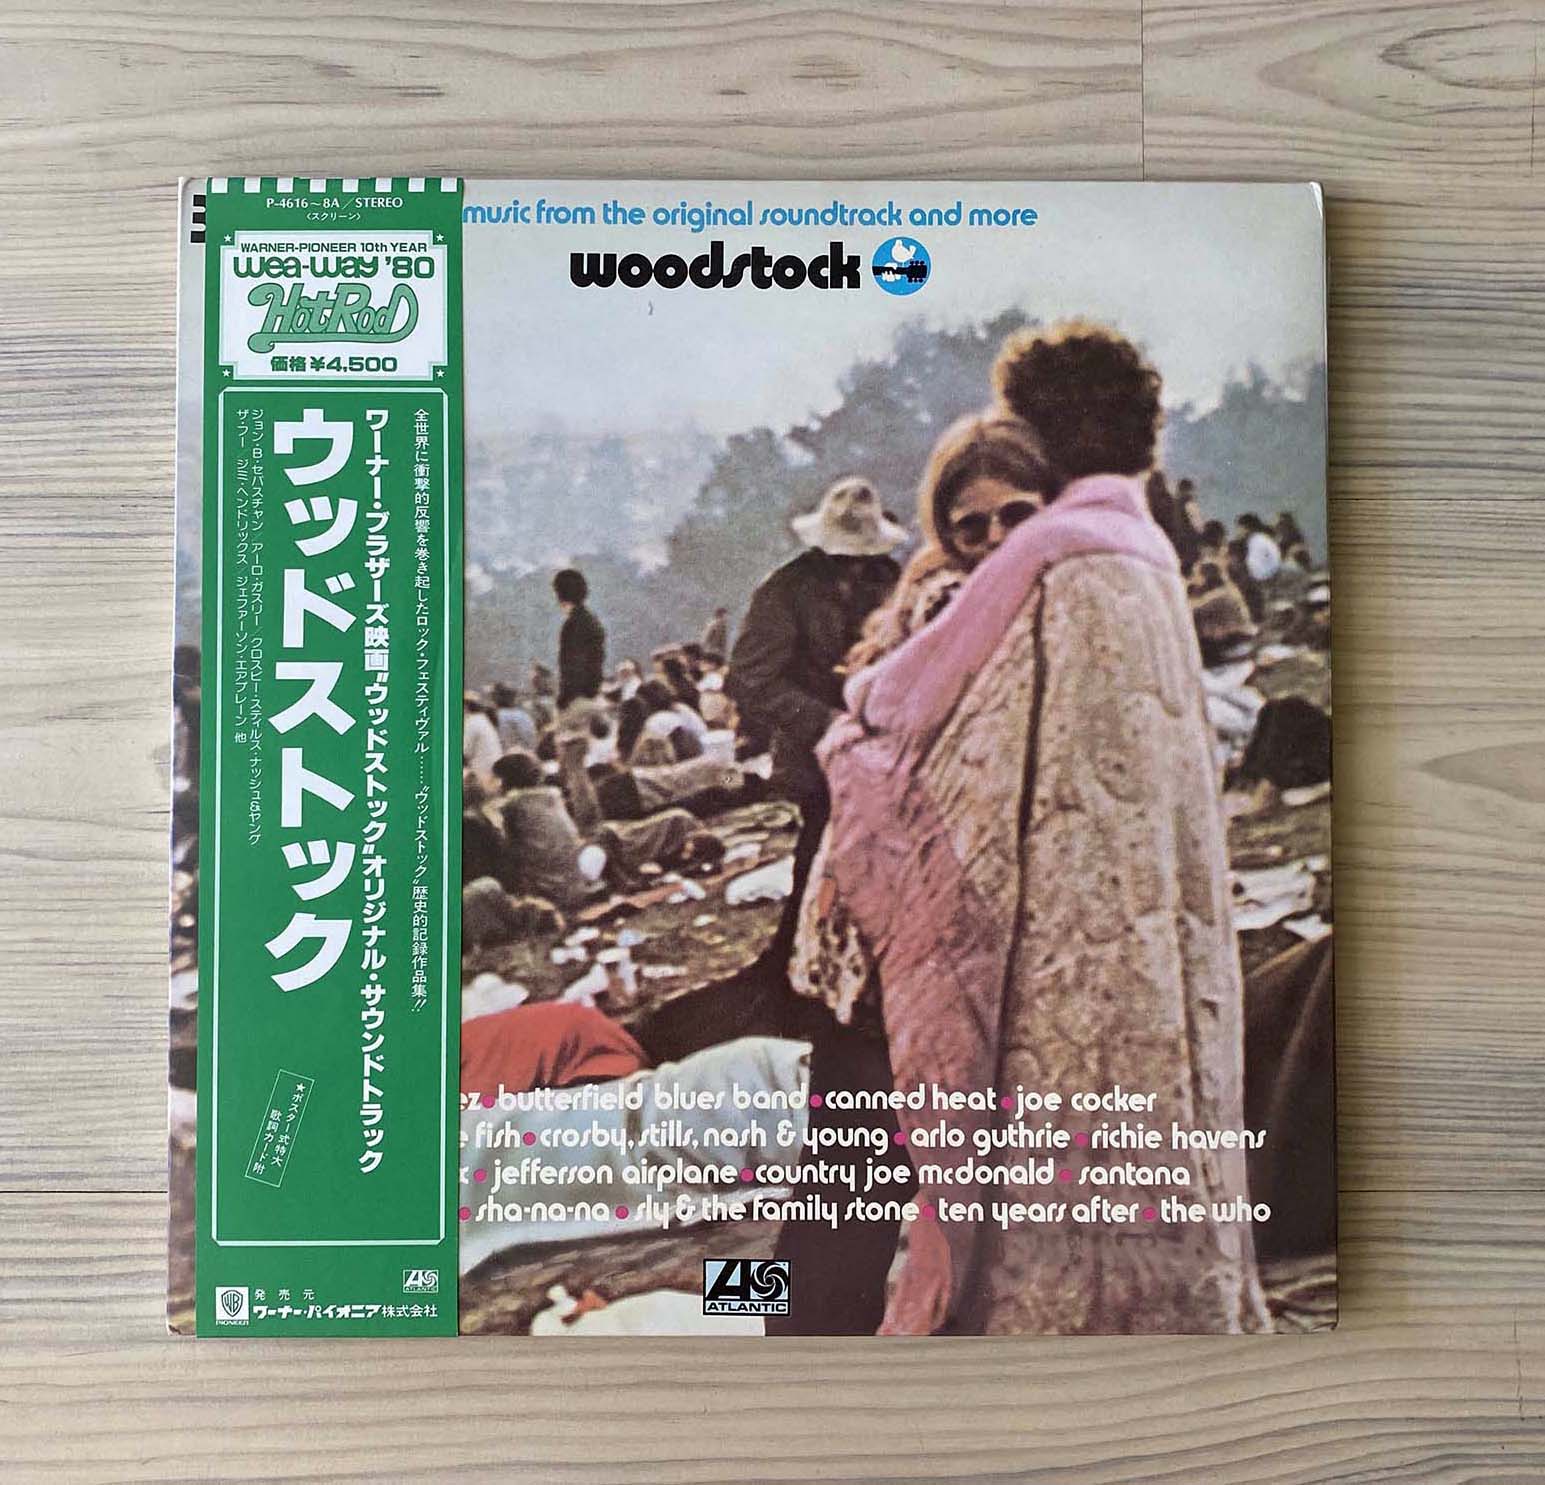 P-4616~8A/STEREO
〈スクリーン〉
WARNER-PIONEER 10th YEAR
wea-way '80
Hot Rod
価格¥4,500
全世界に衝撃的反響を巻き起したロック・フェスティヴァル……“ウッドストック”歴史的記録作品集!!
ワーナー・ブラザーズ映画“ウッドストック”オリジナル・サウンドトラック
ウッドストック
ジョン・B・セバスチャン/アーロ・ガスリー/クロスビー・スティルス・ナッシュ&ヤング
ザ・フー/ジミ・ヘンドリックス/ジェファーソン・エアプレーン 他
★ポスター式特大
歌詞カード附
ATLANTIC
発売元
PIONEER
ワーナー・パイオニア株式会社
music from the original soundtrack and more
woodstock
ez•butterfield blues band•canned heat•joe cocker
e fish•crosby, stills, nash & young•arlo guthrie•richie havens
x•jefferson airplane•country joe mcdonald•santana
•sha-na-na•sly & the family stone•ten years after•the who
ATLANTIC